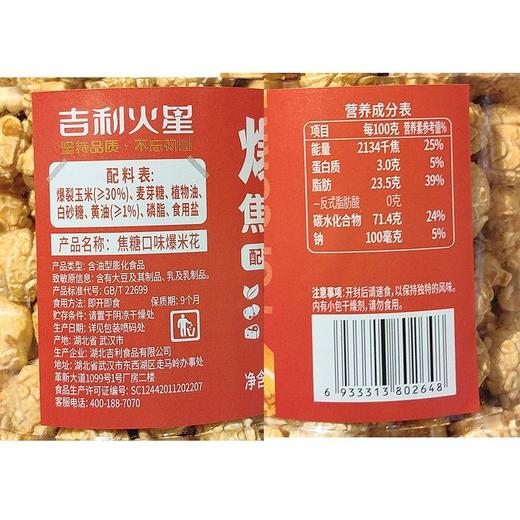 吉利火星
坚持品质·不忘初心
配料表:
爆裂玉米(≥30%)、麦芽糖、植物油、
白砂糖、黄油(≥1%)、磷脂、食用盐
产品名称: 焦糖口味爆米花
产品类型: 含油型膨化食品
致敏原信息: 含有大豆及其制品、乳及乳制品。
产品标准代号: GB/T 22699
食用方法: 即开即食 保质期: 9个月
贮存条件: 请置于阴凉干燥处
生产日期: 详见包装喷码处
产地: 湖北省 武汉市
生产企业: 湖北吉利食品有限公司
地址: 湖北省武汉市东西湖区走马岭办事处
革新大道1099号1号厂房二楼
食品生产许可证编号: SC12442011202207
客服电话: 400-188-7070
爆
焦
配
净含
营养成分表
项目 每100克 营养素参考值%
能量 2134千焦 25%
蛋白质 3.0克 5%
脂肪 23.5克 39%
—反式脂肪酸 0克
碳水化合物 71.4克 24%
钠 100毫克 5%
注意事项: 开封后请速食, 以保持独特的风味。
内有小包干燥剂, 请勿食用。
6 933313 802648